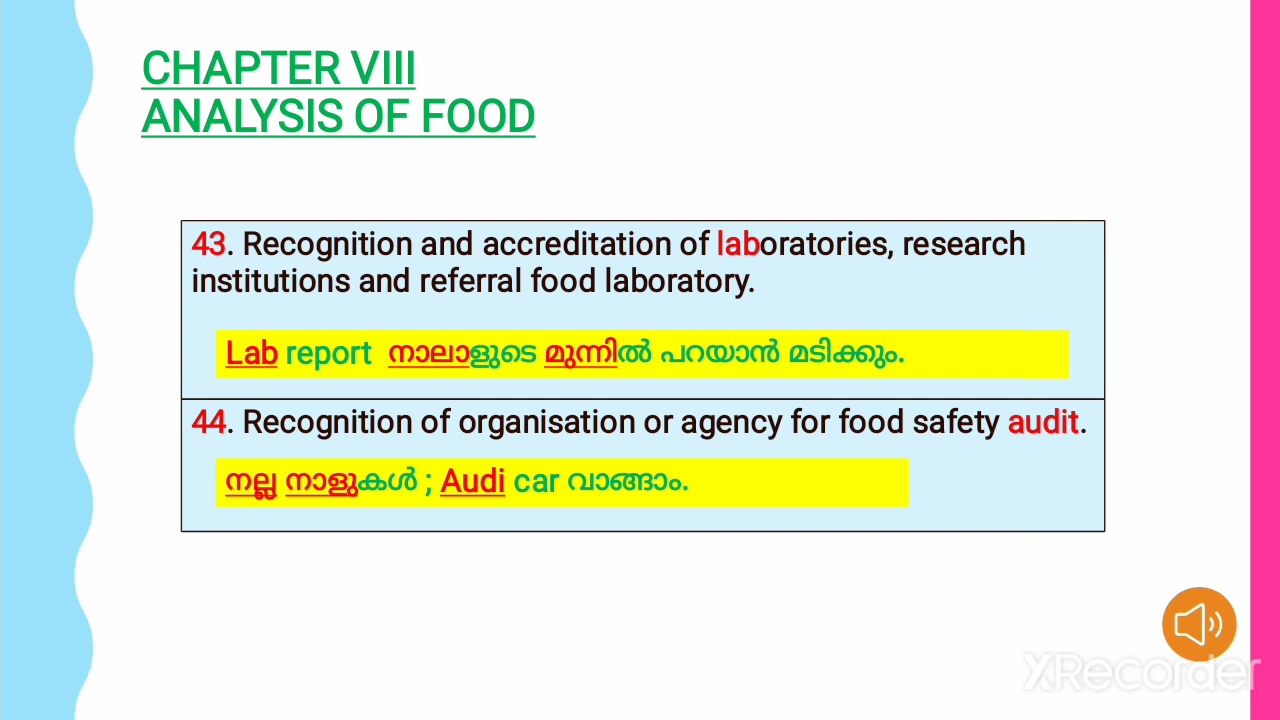 CHAPTER VIII
ANALYSIS OF FOOD
43. Recognition and accreditation of laboratories, research
institutions and referral food laboratory.
Lab report നാലാളുടെ മുന്നിൽ പറയാൻ മടിക്കും.
44. Recognition of organisation or agency for food safety audit.
നല്ല നാളുകൾ ; Audi car വാങ്ങാം.
XRecorder